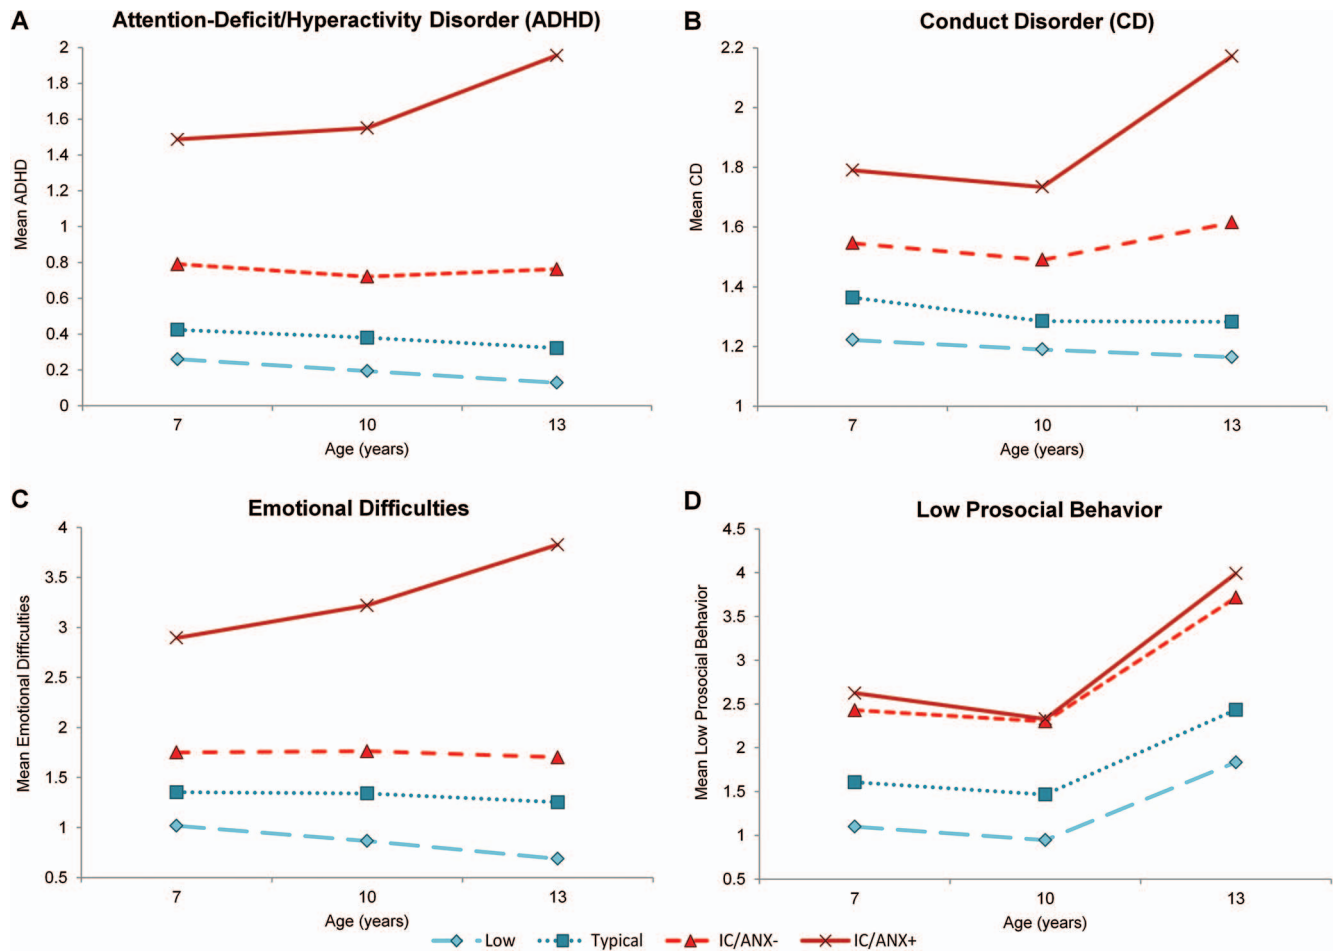 A
Attention-Deficit/Hyperactivity Disorder (ADHD)
2
1.8
1.6
1.4
1.2
1
0.8
0.6
0.4
0.2
0
Mean ADHD
7 10 13
Age (years)
B
Conduct Disorder (CD)
2.2
2
1.8
1.6
1.4
1.2
1
Mean CD
7 10 13
Age (years)
C
Emotional Difficulties
4
3.5
3
2.5
2
1.5
1
0.5
Mean Emotional Difficulties
7 10 13
Age (years)
D
Low Prosocial Behavior
4.5
4
3.5
3
2.5
2
1.5
1
0.5
Mean Low Prosocial Behavior
7 10 13
Age (years)
Low Typical IC/ANX- IC/ANX+